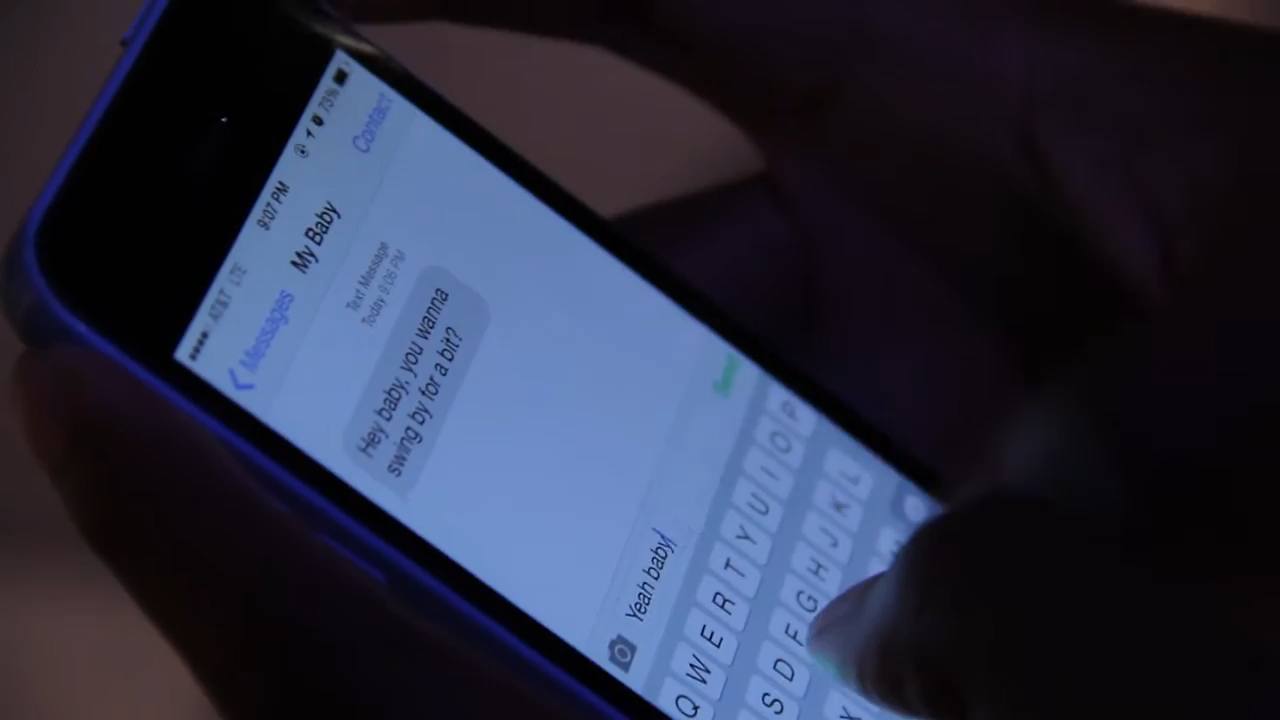 AT&T LTE 9:07 PM 73%
Messages My Baby Contact
Text Message
Today 9:06 PM
Hey baby, you wanna
swing by for a bit?
Yeah baby Send
Q W E R T Y U I O P
S D F G H J K L
X